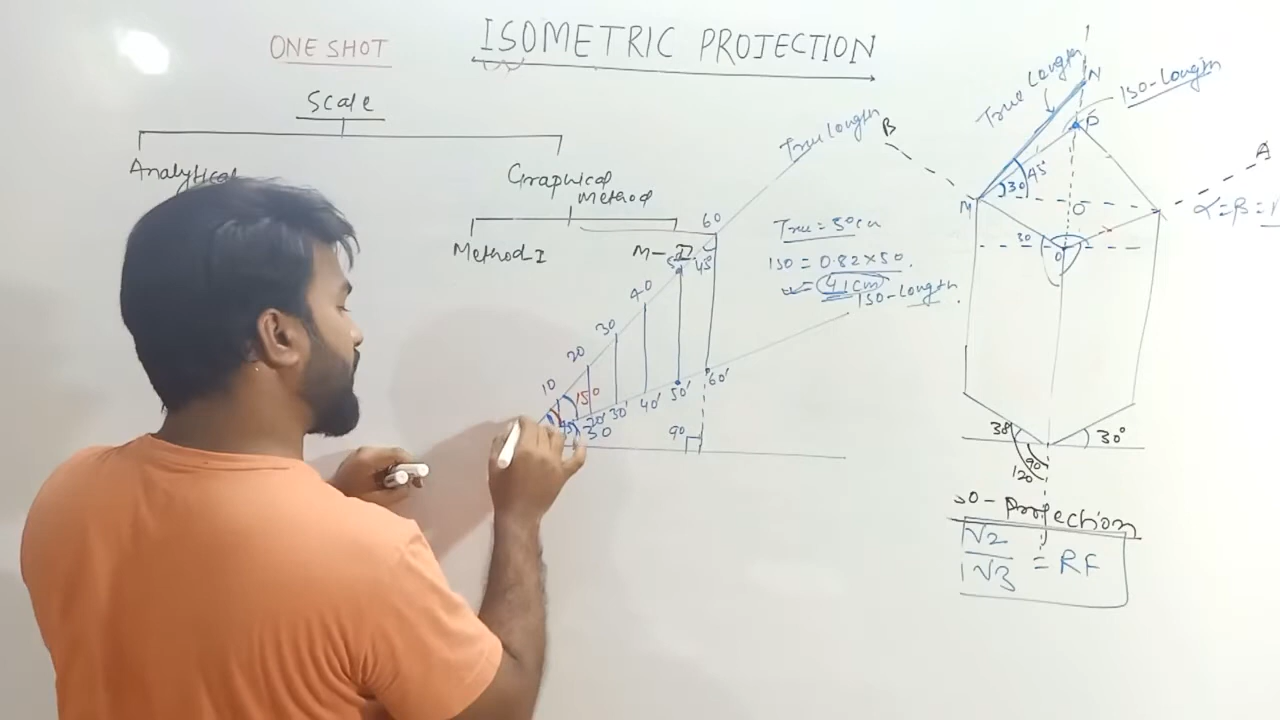 ONE SHOT
ISOMETRIC PROJECTION
Scale
Analytical
Graphical
Method
Method-I
M-II
True length
60
45
50
40
30
20
10
15
45
30
20'
30'
40'
50'
60'
90
True = 50cm
ISO = 0.82×50.
= 41cm
ISO-Length.
B
True Length
N
ISO-Length
P
A
45°
30
M
O
α=β=
30
O
30
30°
90
120
O-Projection
√2
√3
= RF